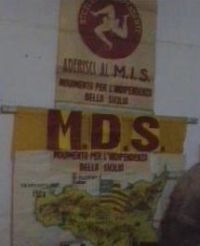 ADERISCI AL M.I.S.
MOVIMENTO PER L'INDIPENDENZA
DELLA SICILIA
M.D.S.
MOVIMENTO PER L'INDIPENDENZA
DELLA SICILIA